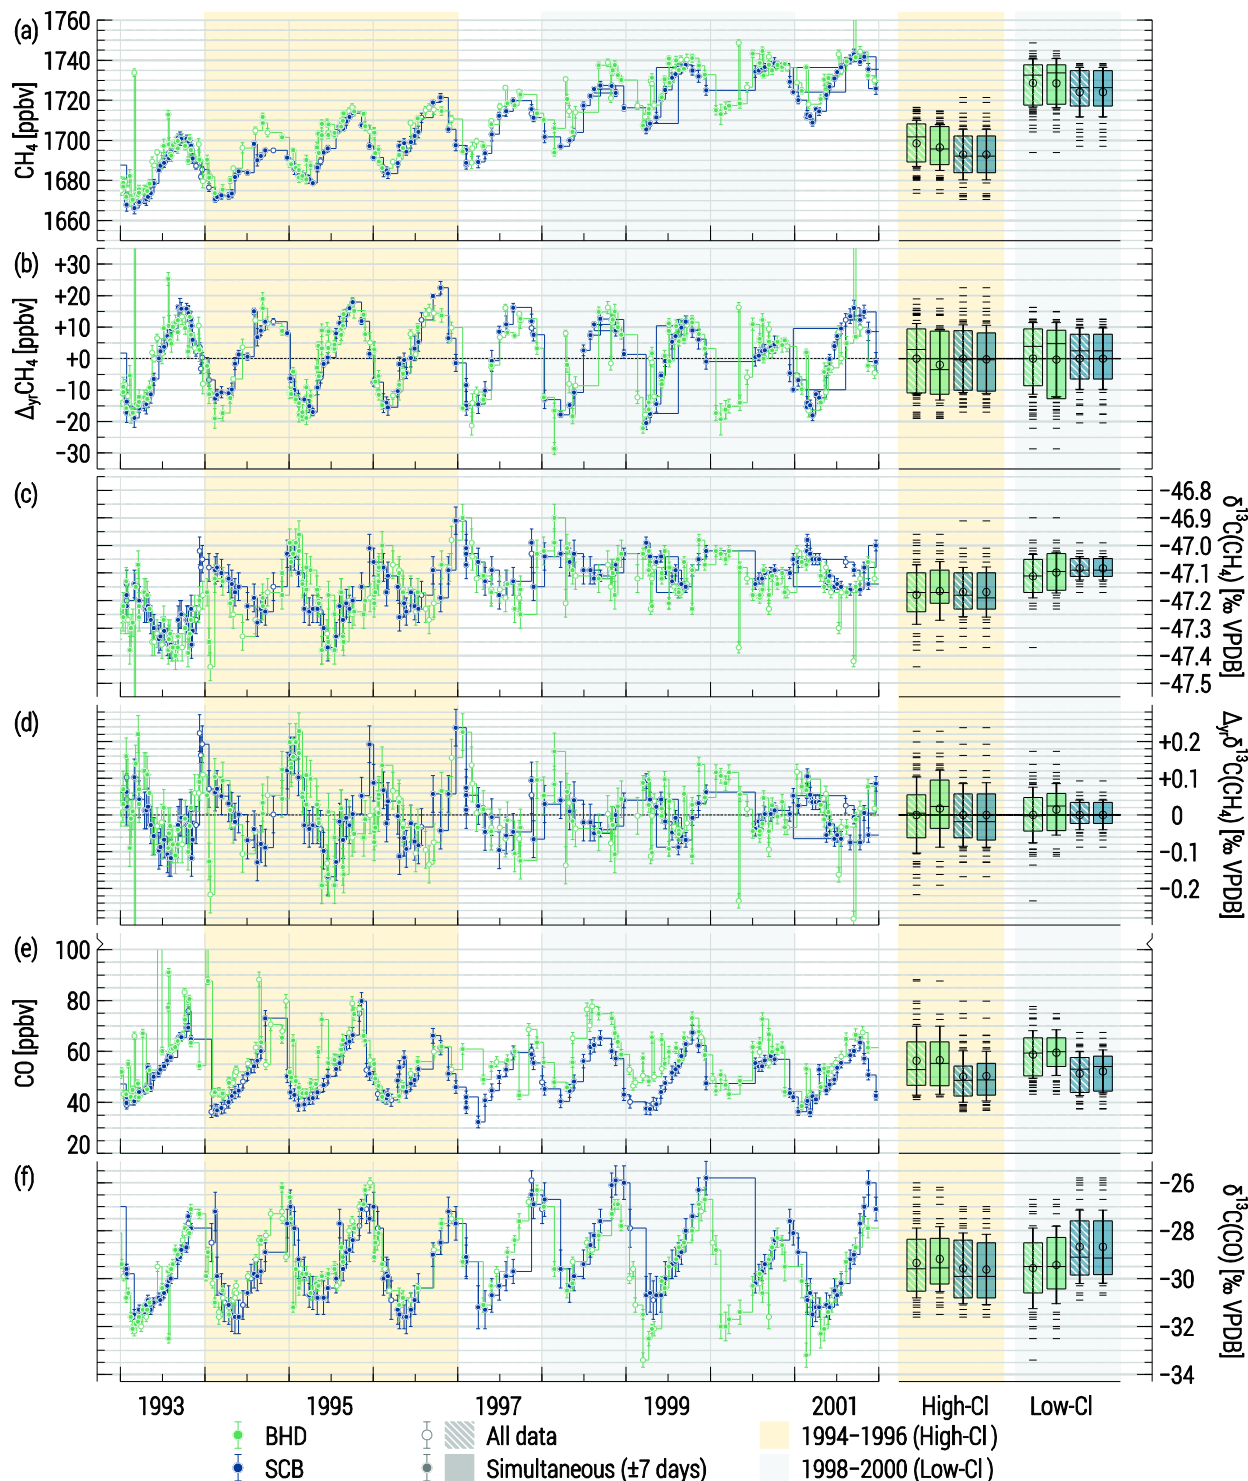 (a)
1760
1740
1720
1700
1680
1660
CH₄ [ppbv]
(b)
+30
+20
+10
+0
−10
−20
−30
ΔyrCH₄ [ppbv]
(c)
−46.8
−46.9
−47.0
−47.1
−47.2
−47.3
−47.4
−47.5
δ¹³C(CH₄) [‰ VPDB]
(d)
+0.2
+0.1
0
−0.1
−0.2
Δyrδ¹³C(CH₄) [‰ VPDB]
(e)
100
80
60
40
20
CO [ppbv]
(f)
−26
−28
−30
−32
−34
δ¹³C(CO) [‰ VPDB]
1993 1995 1997 1999 2001 High-Cl Low-Cl
BHD All data 1994−1996 (High-Cl)
SCB Simultaneous (±7 days) 1998−2000 (Low-Cl)